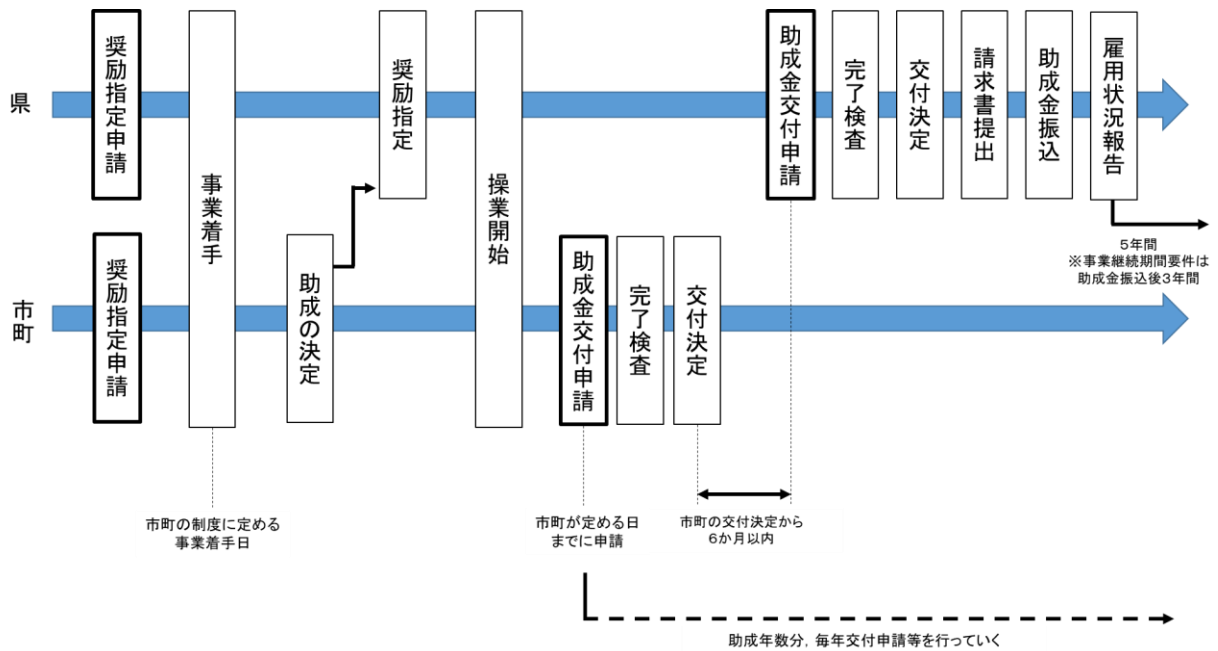 県
奨励指定申請
事業着手
奨励指定
操業開始
助成金交付申請
完了検査
交付決定
請求書提出
助成金振込
雇用状況報告
5年間
※事業継続期間要件は
助成金振込後3年間
市町
奨励指定申請
助成の決定
助成金交付申請
完了検査
交付決定
市町の制度に定める
事業着手日
市町が定める日
までに申請
市町の交付決定から
6か月以内
助成年数分，毎年交付申請等を行っていく